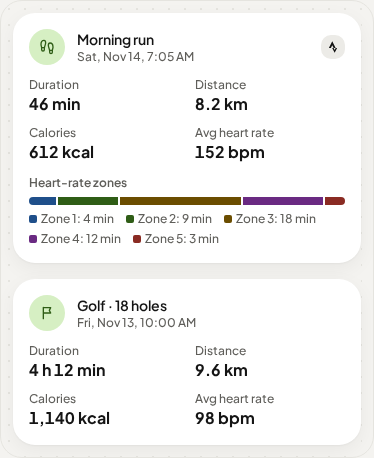 Morning run
Sat, Nov 14, 7:05 AM
Duration
Distance
46 min
8.2 km
Calories
Avg heart rate
612 kcal
152 bpm
Heart-rate zones
Zone 1: 4 min
Zone 2: 9 min
Zone 3: 18 min
Zone 4: 12 min
Zone 5: 3 min
Golf · 18 holes
Fri, Nov 13, 10:00 AM
Duration
Distance
4 h 12 min
9.6 km
Calories
Avg heart rate
1,140 kcal
98 bpm